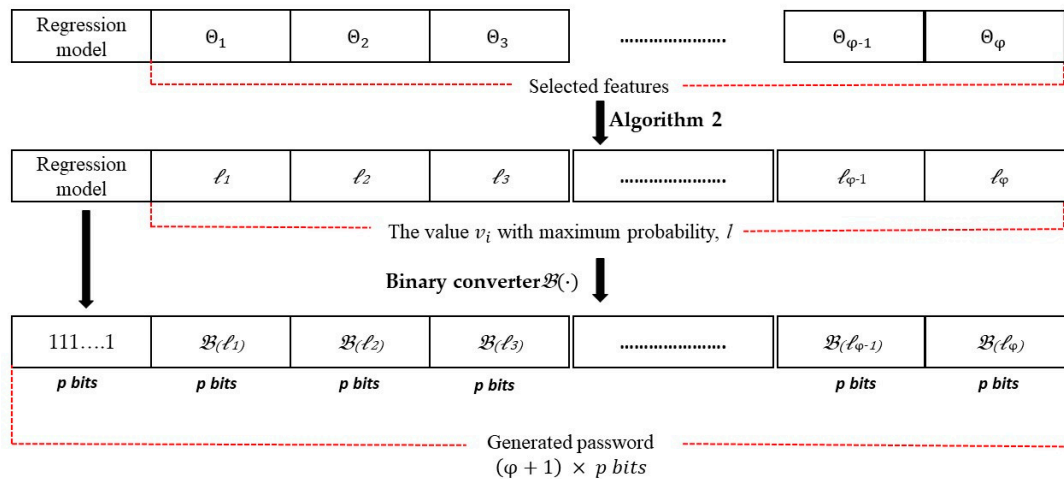 Regression model Θ₁ Θ₂ Θ₃ ........................ Θφ-1 Θφ
Selected features
Algorithm 2
Regression model ℓ₁ ℓ₂ ℓ₃ ........................ ℓφ-1 ℓφ
The value vᵢ with maximum probability, l
Binary converterℬ(·)
111....1 ℬ(ℓ₁) ℬ(ℓ₂) ℬ(ℓ₃) ........................ ℬ(ℓφ-1) ℬ(ℓφ)
p bits p bits p bits p bits p bits p bits
Generated password
(φ + 1) × p bits